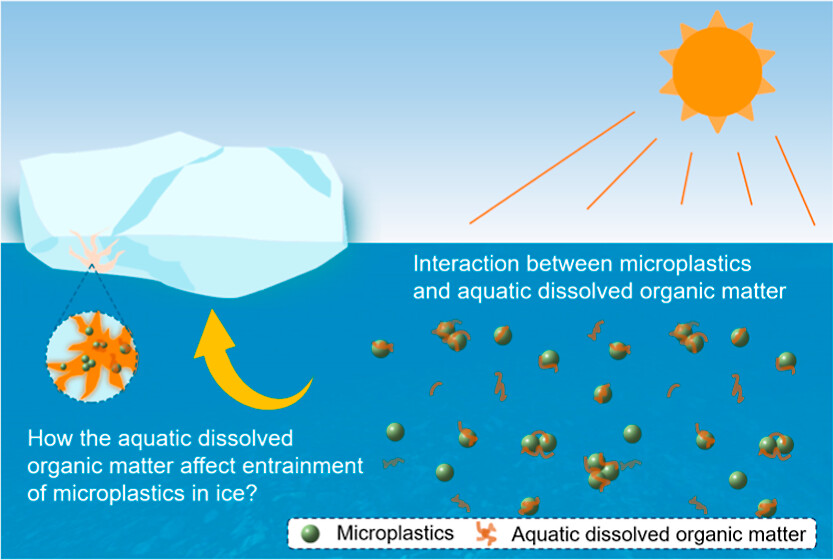 Interaction between microplastics
and aquatic dissolved organic matter
How the aquatic dissolved
organic matter affect entrainment
of microplastics in ice?
Microplastics
Aquatic dissolved organic matter